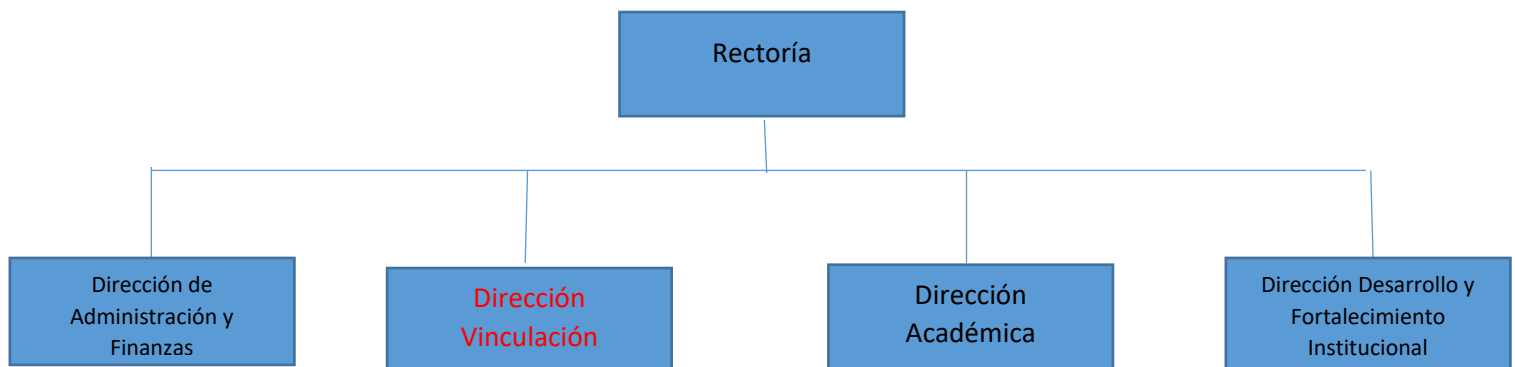 Rectoría
Dirección de
Administración y
Finanzas
Dirección
Vinculación
Dirección
Académica
Dirección Desarrollo y
Fortalecimiento
Institucional